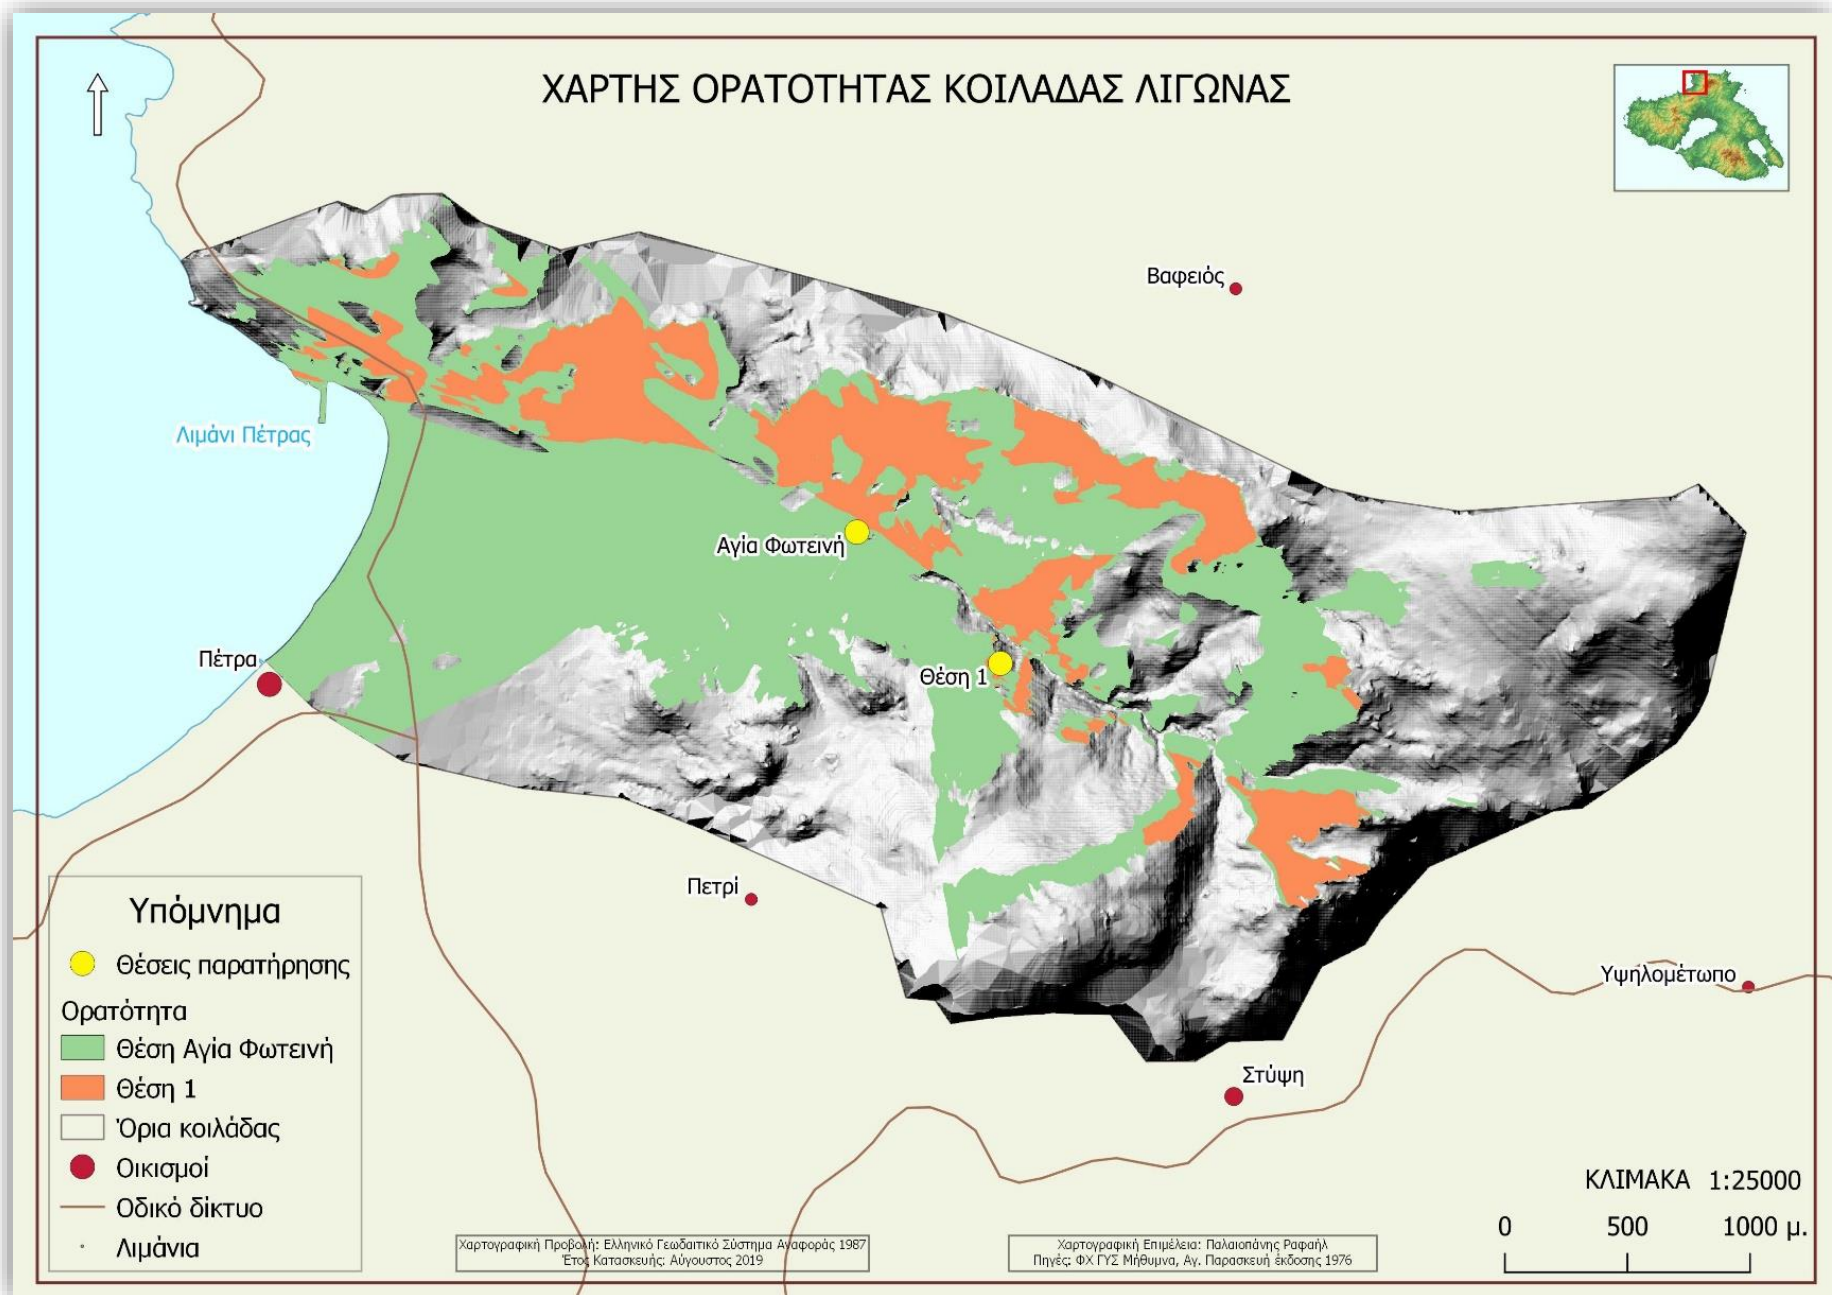 ΧΑΡΤΗΣ ΟΡΑΤΟΤΗΤΑΣ ΚΟΙΛΑΔΑΣ ΛΙΓΩΝΑΣ
Βαφειός
Λιμάνι Πέτρας
Αγία Φωτεινή
Πέτρα
Θέση 1
Πετρί
Υψηλομέτωπο
Στύψη
Υπόμνημα
Θέσεις παρατήρησης
Ορατότητα
Θέση Αγία Φωτεινή
Θέση 1
Όρια κοιλάδας
Οικισμοί
Οδικό δίκτυο
Λιμάνια
Χαρτογραφική Προβολή: Ελληνικό Γεωδαιτικό Σύστημα Αναφοράς 1987
Έτος Κατασκευής: Αύγουστος 2019
Χαρτογραφική Επιμέλεια: Παλαιοπάνης Ραφαήλ
Πηγές: ΦΧ ΓΥΣ Μήθυμνα, Αγ. Παρασκευή έκδοσης 1976
ΚΛΙΜΑΚΑ 1:25000
0 500 1000 μ.